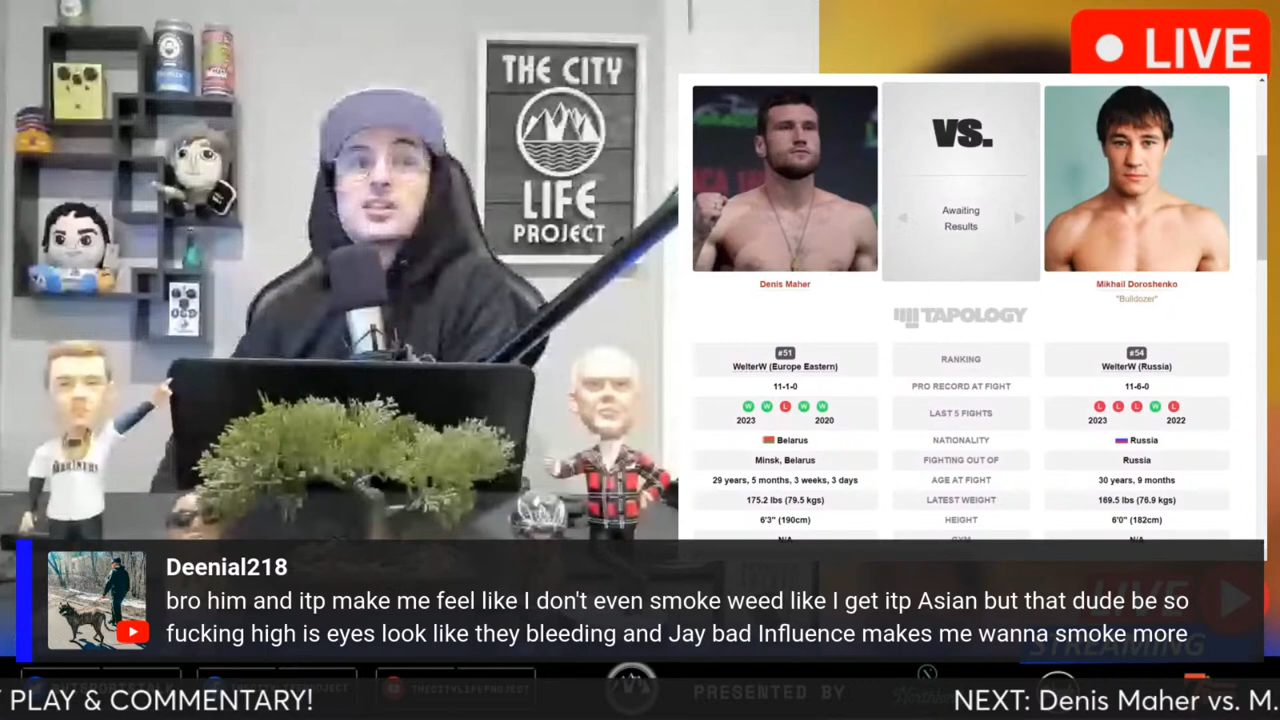 THE CITY
LIFE
PROJECT
LIVE
VS.
Awaiting
Results
Denis Maher
Mikhail Doroshenko
"Bulldozer"
TAPOLOGY
#51
WelterW (Europe Eastern)
RANKING
#54
WelterW (Russia)
11-1-0
PRO RECORD AT FIGHT
11-6-0
W W L W W
2023 2020
LAST 5 FIGHTS
L L L W L
2023 2022
Belarus
NATIONALITY
Russia
Minsk, Belarus
FIGHTING OUT OF
Russia
29 years, 5 months, 3 weeks, 3 days
AGE AT FIGHT
30 years, 9 months
175.2 lbs (79.5 kgs)
LATEST WEIGHT
169.5 lbs (76.9 kgs)
6'3" (190cm)
HEIGHT
6'0" (182cm)
MARINERS
Deenial218
bro him and itp make me feel like I don't even smoke weed like I get itp Asian but that dude be so
fucking high is eyes look like they bleeding and Jay bad Influence makes me wanna smoke more
LIVE
STREAMING
THECITYLIFEPROJECT
PRESENTED BY
PLAY & COMMENTARY!
NEXT: Denis Maher vs. M.